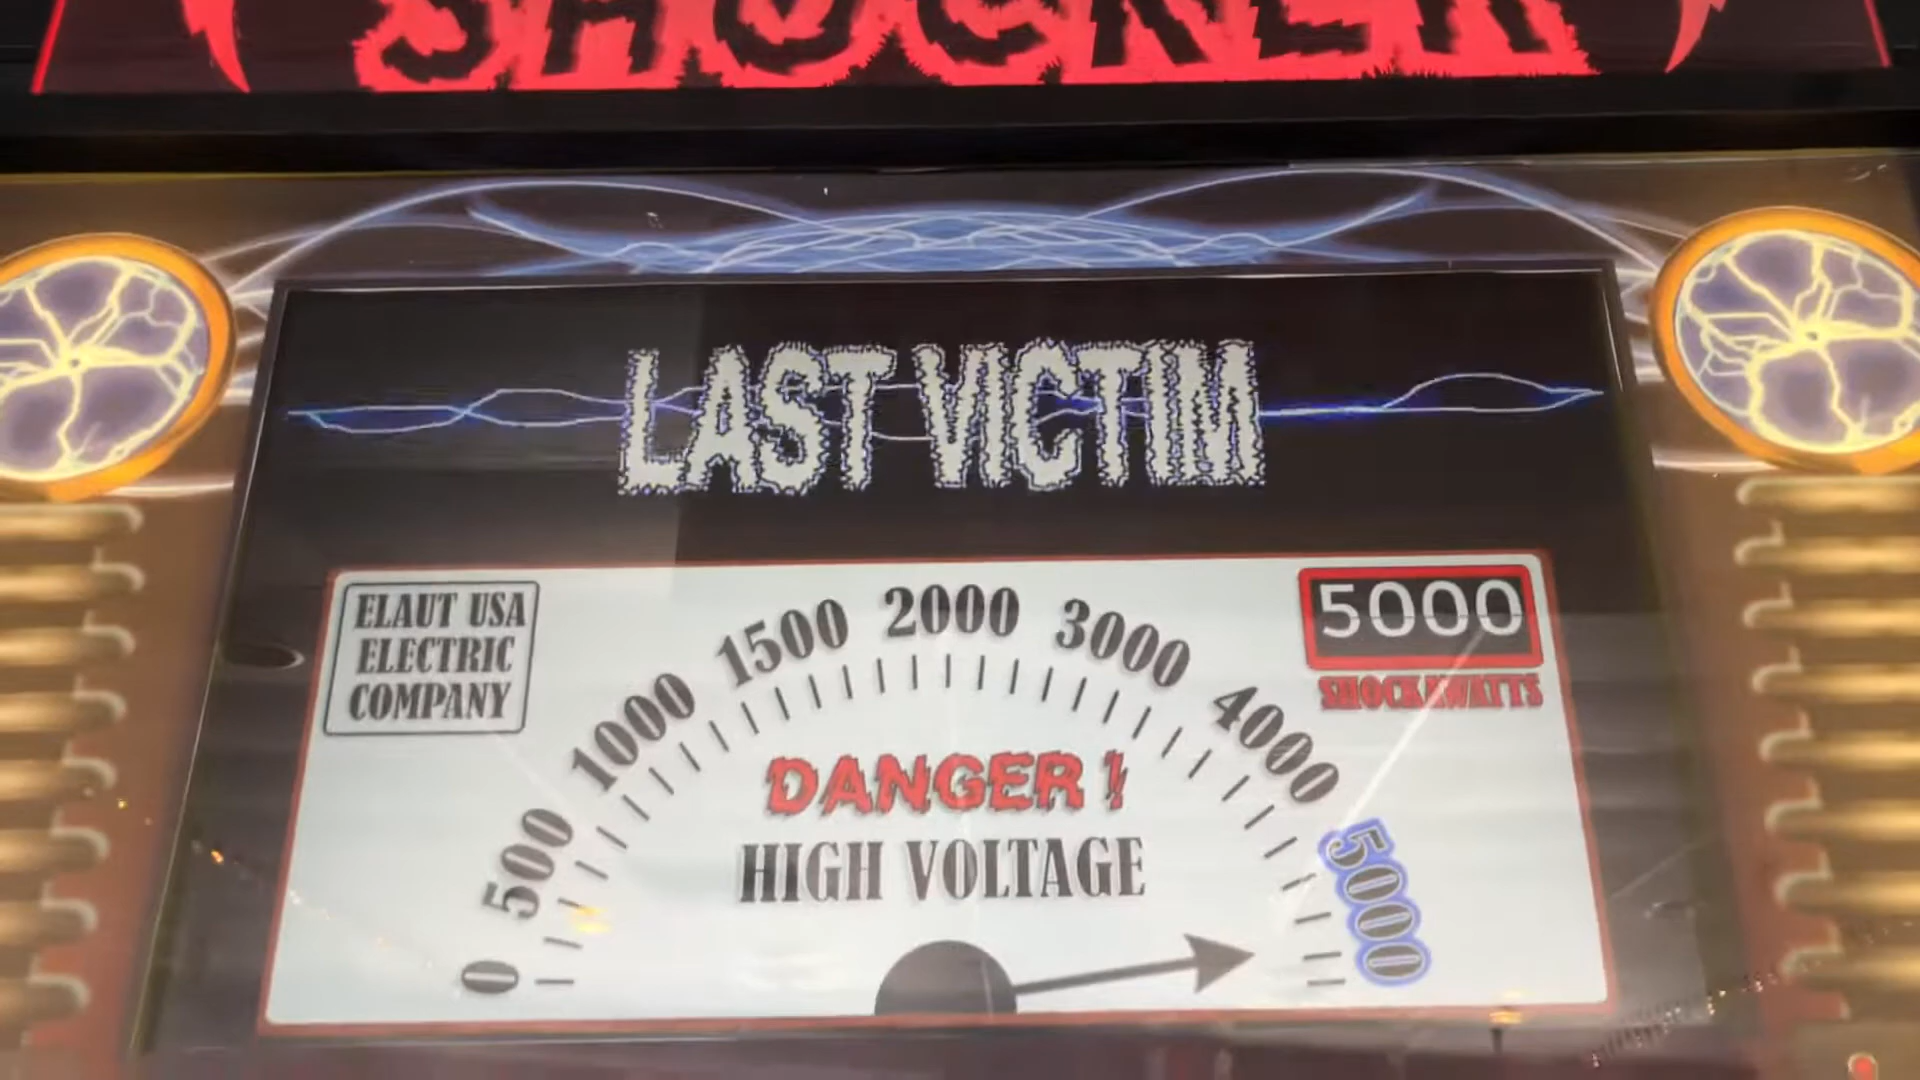 SHOCKER
LAST VICTIM
ELAUT USA
ELECTRIC
COMPANY
5000
SHOCKAWATTS
0 500 1000 1500 2000 3000 4000 5000
DANGER !
HIGH VOLTAGE